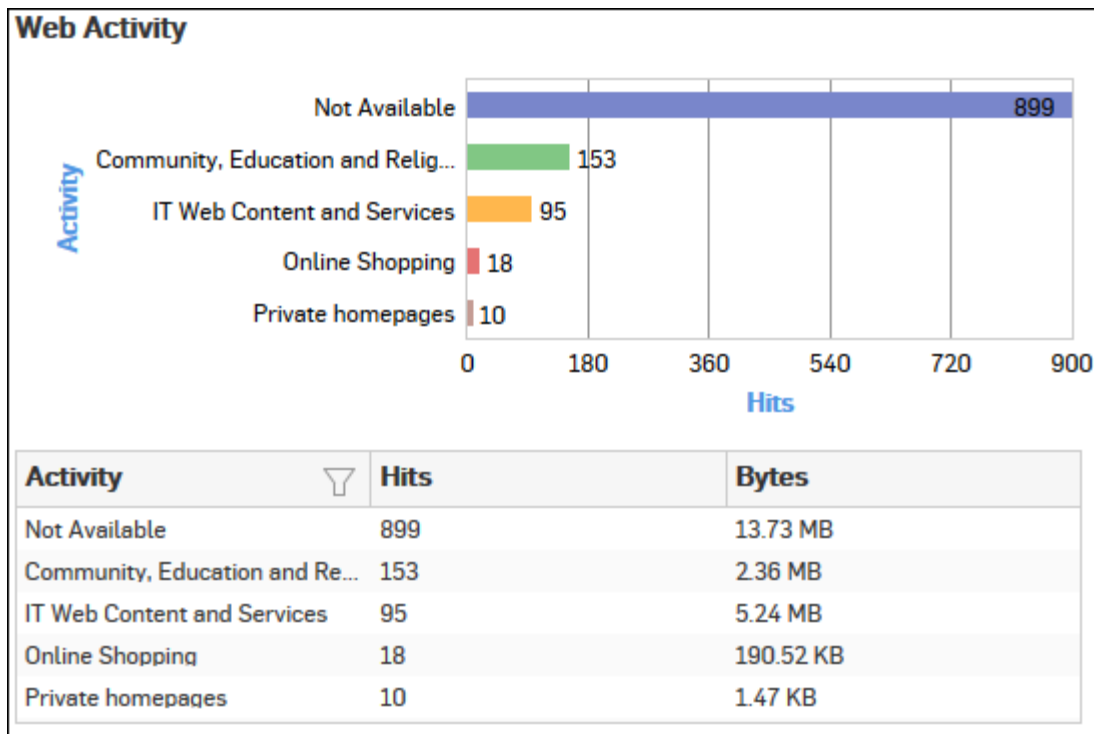 Web Activity
Activity
Not Available 899
Community, Education and Relig... 153
IT Web Content and Services 95
Online Shopping 18
Private homepages 10
0 180 360 540 720 900
Hits
Activity Hits Bytes
Not Available 899 13.73 MB
Community, Education and Re... 153 2.36 MB
IT Web Content and Services 95 5.24 MB
Online Shopping 18 190.52 KB
Private homepages 10 1.47 KB